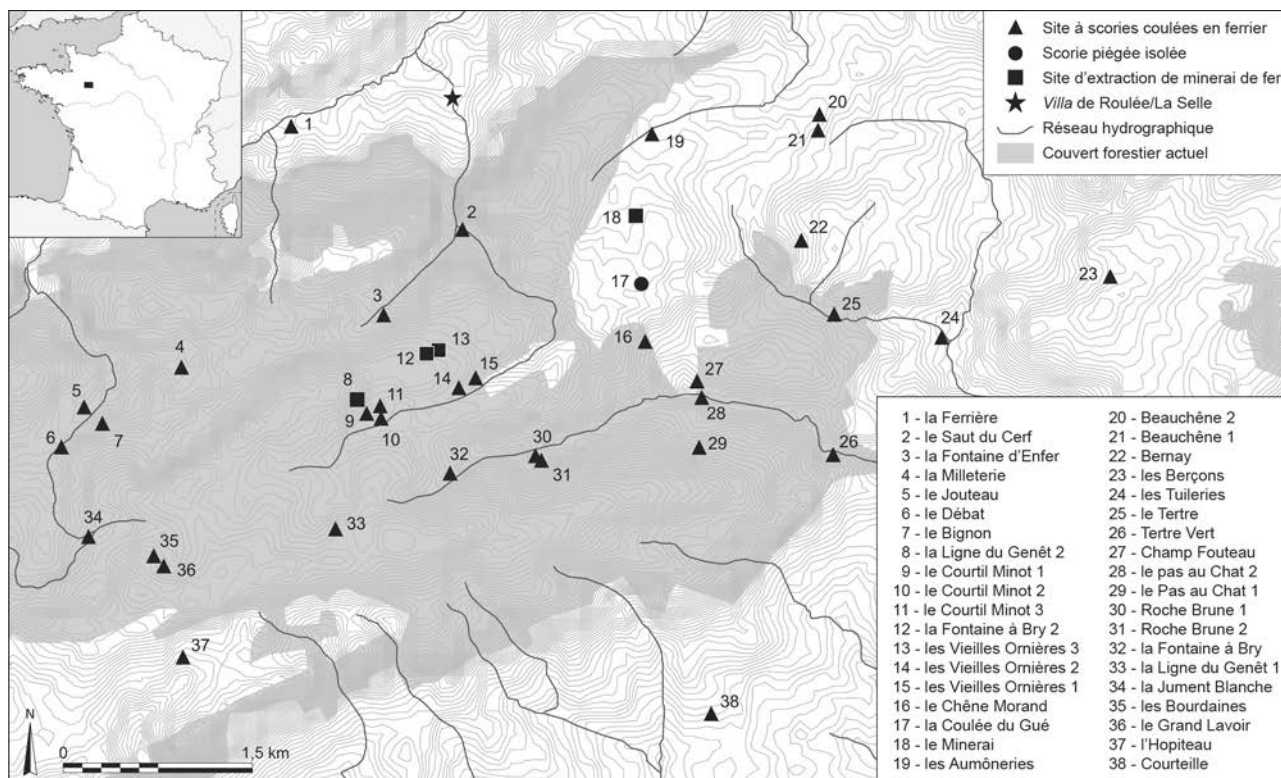 Site à scories coulées en ferrier
Scorie piégée isolée
Site d'extraction de minerai de fer
Villa de Roulée/La Selle
Réseau hydrographique
Couvert forestier actuel
1
2
3
4
5
6
7
8
9
10
11
12
13
14
15
16
17
18
19
20
21
22
23
24
25
26
27
28
29
30
31
32
33
34
35
36
37
38
N
0
1,5 km
1 - la Ferrière
2 - le Saut du Cerf
3 - la Fontaine d'Enfer
4 - la Milleterie
5 - le Jouteau
6 - le Débat
7 - le Bignon
8 - la Ligne du Genêt 2
9 - le Courtil Minot 1
10 - le Courtil Minot 2
11 - le Courtil Minot 3
12 - la Fontaine à Bry 2
13 - les Vieilles Ornières 3
14 - les Vieilles Ornières 2
15 - les Vieilles Ornières 1
16 - le Chêne Morand
17 - la Coulée du Gué
18 - le Minerai
19 - les Aumôneries
20 - Beauchêne 2
21 - Beauchêne 1
22 - Bernay
23 - les Berçons
24 - les Tuileries
25 - le Tertre
26 - Tertre Vert
27 - Champ Fouteau
28 - le pas au Chat 2
29 - le Pas au Chat 1
30 - Roche Brune 1
31 - Roche Brune 2
32 - la Fontaine à Bry
33 - la Ligne du Genêt 1
34 - la Jument Blanche
35 - les Bourdaines
36 - le Grand Lavoir
37 - l'Hopiteau
38 - Courteille